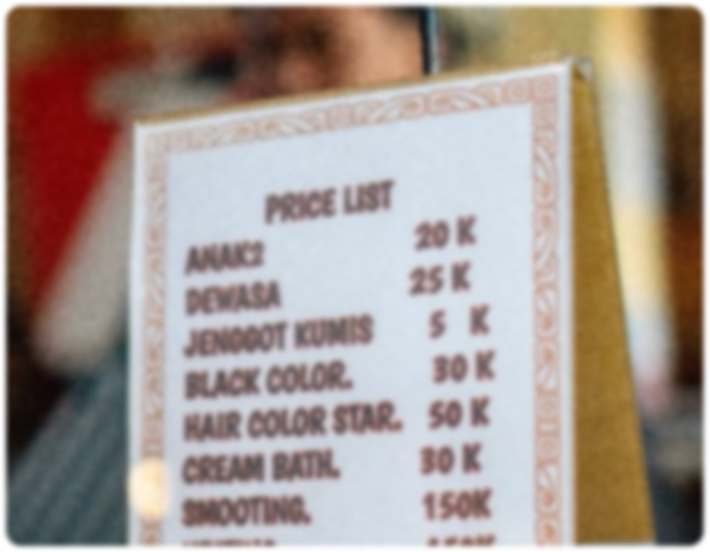 PRICE LIST
ANAK2 20 K
DEWASA 25 K
JENGGOT KUMIS 5 K
BLACK COLOR. 30 K
HAIR COLOR STAR. 50 K
CREAM BATH. 30 K
SMOOTING. 150K